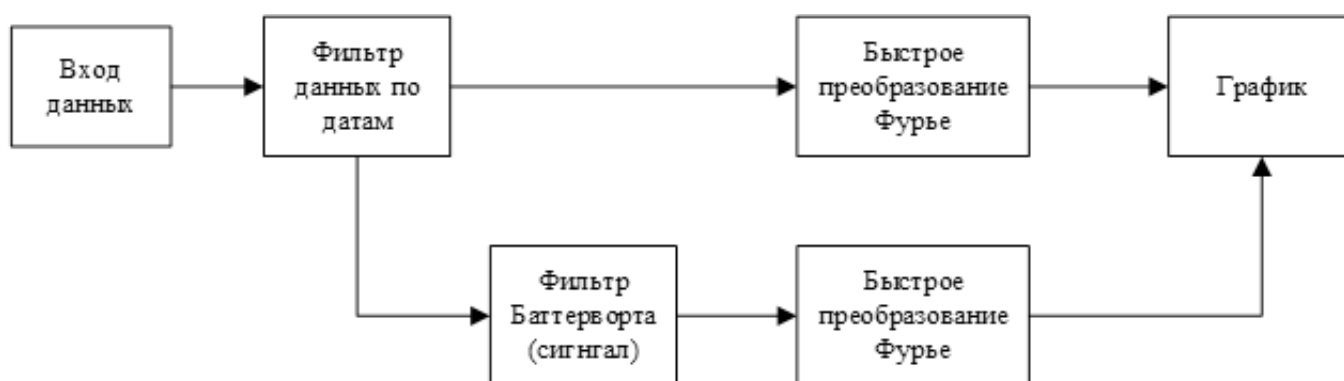 Вход
данных
Фильтр
данных по
датам
Быстрое
преобразование
Фурье
График
Фильтр
Баттерворта
(сигнгал)
Быстрое
преобразование
Фурье